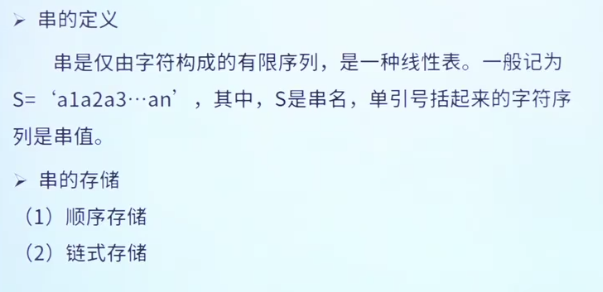 ➢ 串的定义
串是仅由字符构成的有限序列，是一种线性表。一般记为
S=‘a1a2a3…an’，其中，S是串名，单引号括起来的字符序
列是串值。
➢ 串的存储
（1）顺序存储
（2）链式存储